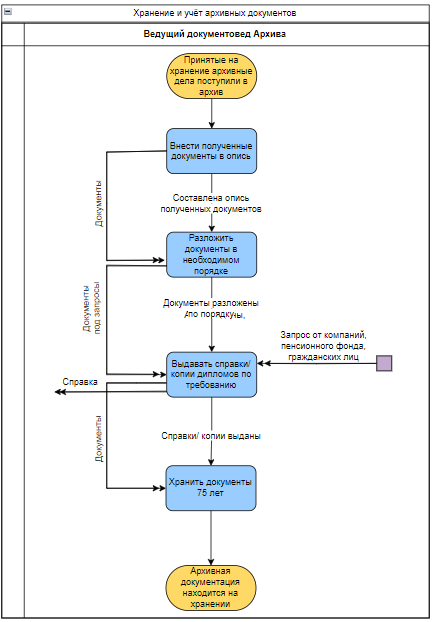 Хранение и учёт архивных документов
Ведущий документовед Архива
Принятые на
хранение архивные
дела поступили в
архив
Внести полученные
документы в опись
Документы
Составлена опись
полученных документов
Разложить
документы в
необходимом
порядке
Документы
под запросы
Документы разложены
по порядку
Запрос от компаний,
пенсионного фонда,
гражданских лиц
Выдавать справки/
копии дипломов по
требованию
Справка
Документы
Справки/ копии выданы
Хранить документы
75 лет
Архивная
документация
находится на
хранении